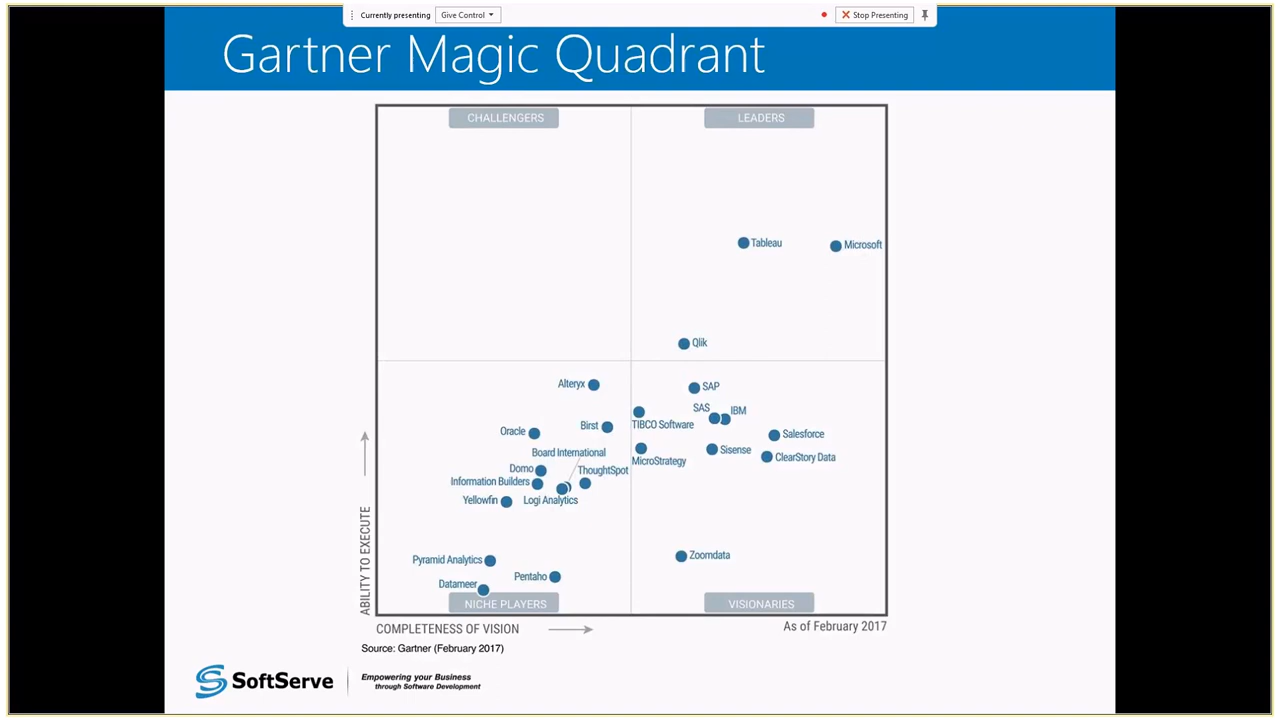 Currently presenting Give Control Stop Presenting
Gartner Magic Quadrant
CHALLENGERS LEADERS
Tableau Microsoft
Qlik
Alteryx SAP
SAS IBM
Birst TIBCO Software
Oracle Salesforce
Board International Sisense
MicroStrategy ClearStory Data
Domo ThoughtSpot
Information Builders
Yellowfin Logi Analytics
Pyramid Analytics Zoomdata
Datameer Pentaho
NICHE PLAYERS VISIONARIES
ABILITY TO EXECUTE
COMPLETENESS OF VISION As of February 2017
Source: Gartner (February 2017)
SoftServe
Empowering your Business
through Software Development